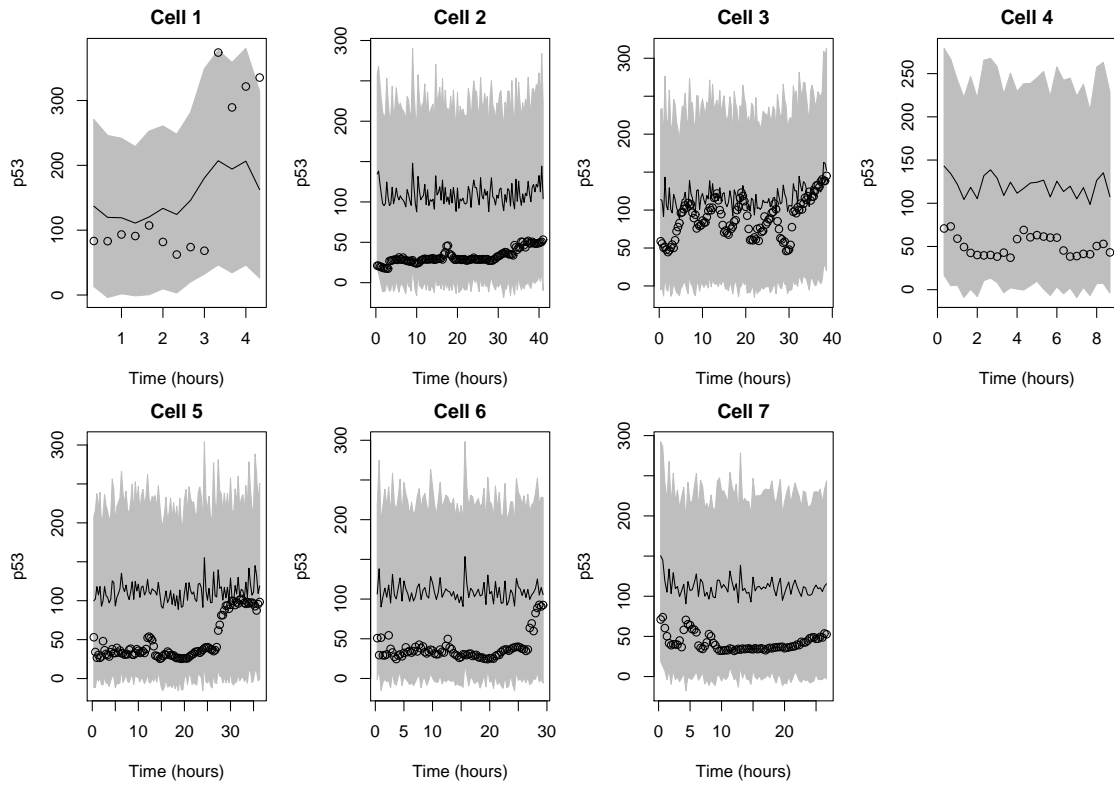 Cell 1
p53
0 100 200 300
1 2 3 4
Time (hours)
Cell 2
p53
0 50 100 200 300
0 10 20 30 40
Time (hours)
Cell 3
p53
0 50 100 200 300
0 10 20 30 40
Time (hours)
Cell 4
p53
0 50 100 150 200 250
0 2 4 6 8
Time (hours)
Cell 5
p53
0 50 100 200 300
0 10 20 30
Time (hours)
Cell 6
p53
0 50 100 200 300
0 5 10 20 30
Time (hours)
Cell 7
p53
0 50 100 200 300
0 5 10 20
Time (hours)